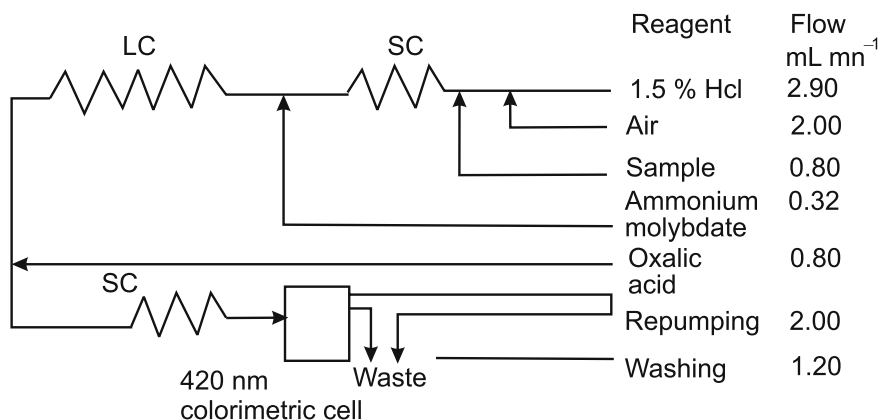 Reagent Flow
mL mn⁻¹
LC SC
1.5 % Hcl 2.90
Air 2.00
Sample 0.80
Ammonium 0.32
molybdate
Oxalic 0.80
acid
SC
Repumping 2.00
Washing 1.20
Waste
420 nm
colorimetric cell